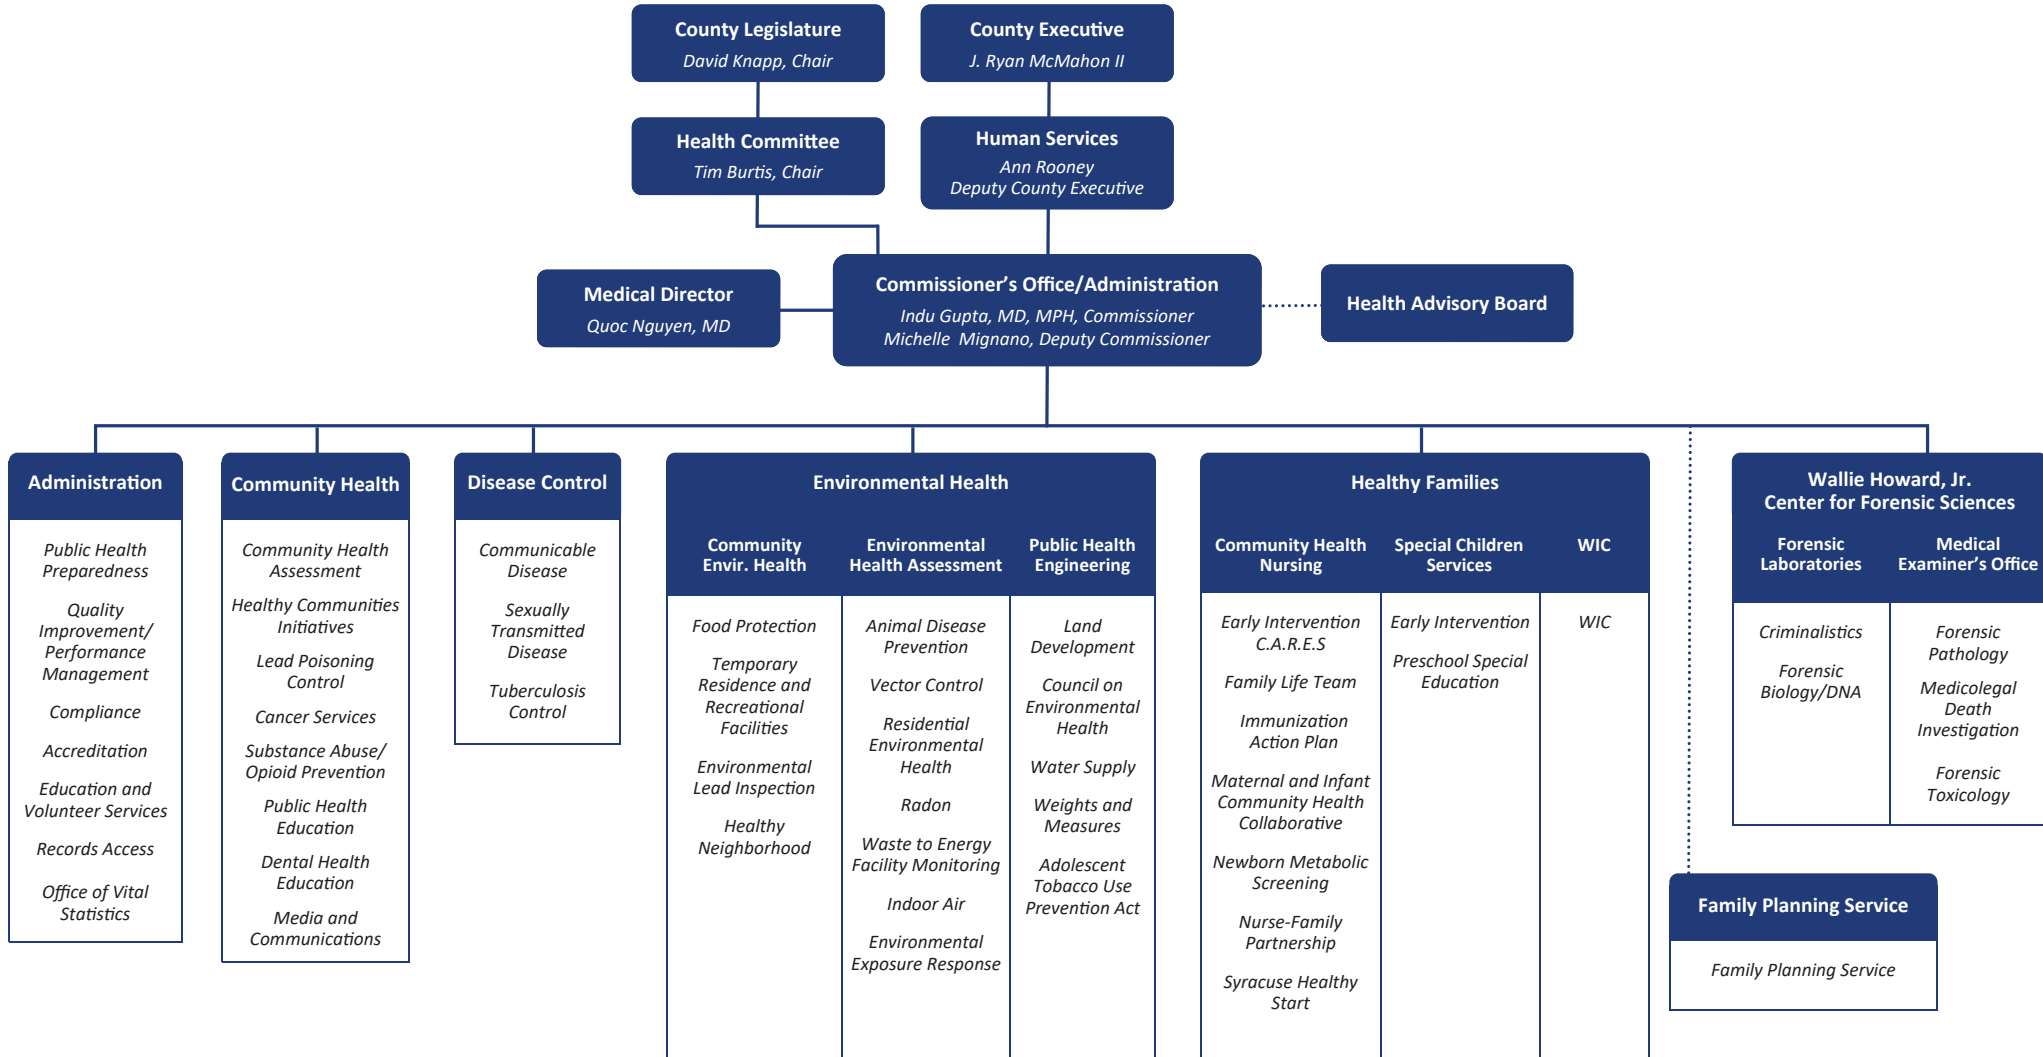 County Legislature
David Knapp, Chair
County Executive
J. Ryan McMahon II
Health Committee
Tim Burtis, Chair
Human Services
Ann Rooney
Deputy County Executive
Medical Director
Quoc Nguyen, MD
Commissioner's Office/Administration
Indu Gupta, MD, MPH, Commissioner
Michelle Mignano, Deputy Commissioner
Health Advisory Board
Administration
Public Health
Preparedness
Quality
Improvement/
Performance
Management
Compliance
Accreditation
Education and
Volunteer Services
Records Access
Office of Vital
Statistics
Community Health
Community Health
Assessment
Healthy Communities
Initiatives
Lead Poisoning
Control
Cancer Services
Substance Abuse/
Opioid Prevention
Public Health
Education
Dental Health
Education
Media and
Communications
Disease Control
Communicable
Disease
Sexually
Transmitted
Disease
Tuberculosis
Control
Environmental Health
Community
Envir. Health
Food Protection
Temporary
Residence and
Recreational
Facilities
Environmental
Lead Inspection
Healthy
Neighborhood
Environmental
Health Assessment
Animal Disease
Prevention
Vector Control
Residential
Environmental
Health
Radon
Waste to Energy
Facility Monitoring
Indoor Air
Environmental
Exposure Response
Public Health
Engineering
Land
Development
Council on
Environmental
Health
Water Supply
Weights and
Measures
Adolescent
Tobacco Use
Prevention Act
Healthy Families
Community Health
Nursing
Early Intervention
C.A.R.E.S
Family Life Team
Immunization
Action Plan
Maternal and Infant
Community Health
Collaborative
Newborn Metabolic
Screening
Nurse-Family
Partnership
Syracuse Healthy
Start
Special Children
Services
Early Intervention
Preschool Special
Education
WIC
WIC
Wallie Howard, Jr.
Center for Forensic Sciences
Forensic
Laboratories
Criminalistics
Forensic
Biology/DNA
Medical
Examiner's Office
Forensic
Pathology
Medicolegal
Death
Investigation
Forensic
Toxicology
Family Planning Service
Family Planning Service